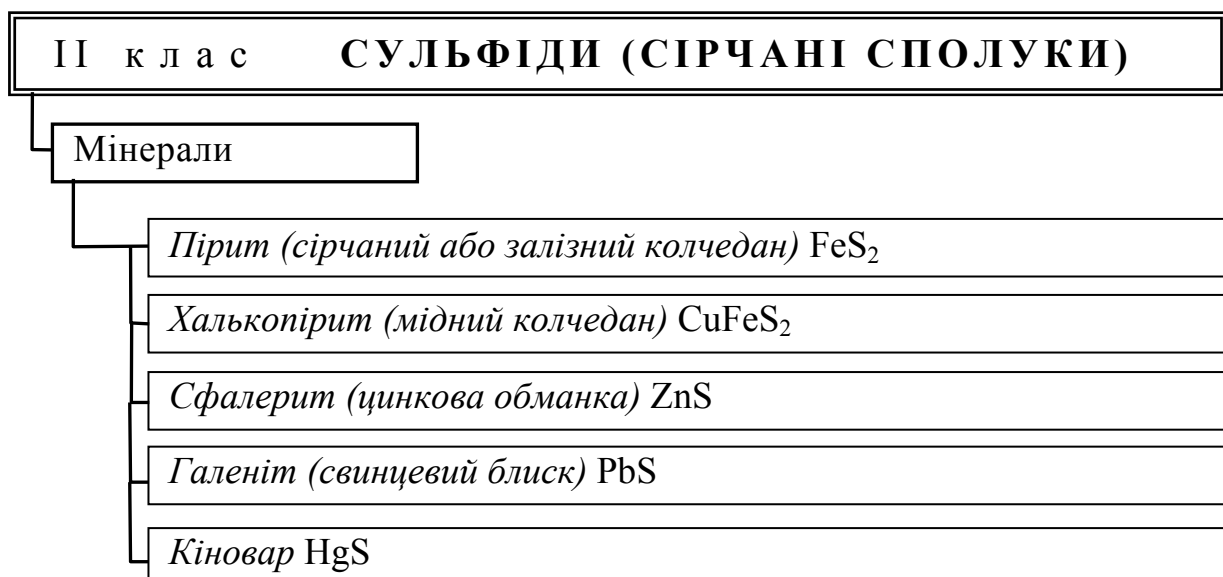 II клас СУЛЬФІДИ (СІРЧАНІ СПОЛУКИ)
Мінерали
Пірит (сірчаний або залізний колчедан) FeS₂
Халькопірит (мідний колчедан) CuFeS₂
Сфалерит (цинкова обманка) ZnS
Галеніт (свинцевий блиск) PbS
Кіновар HgS